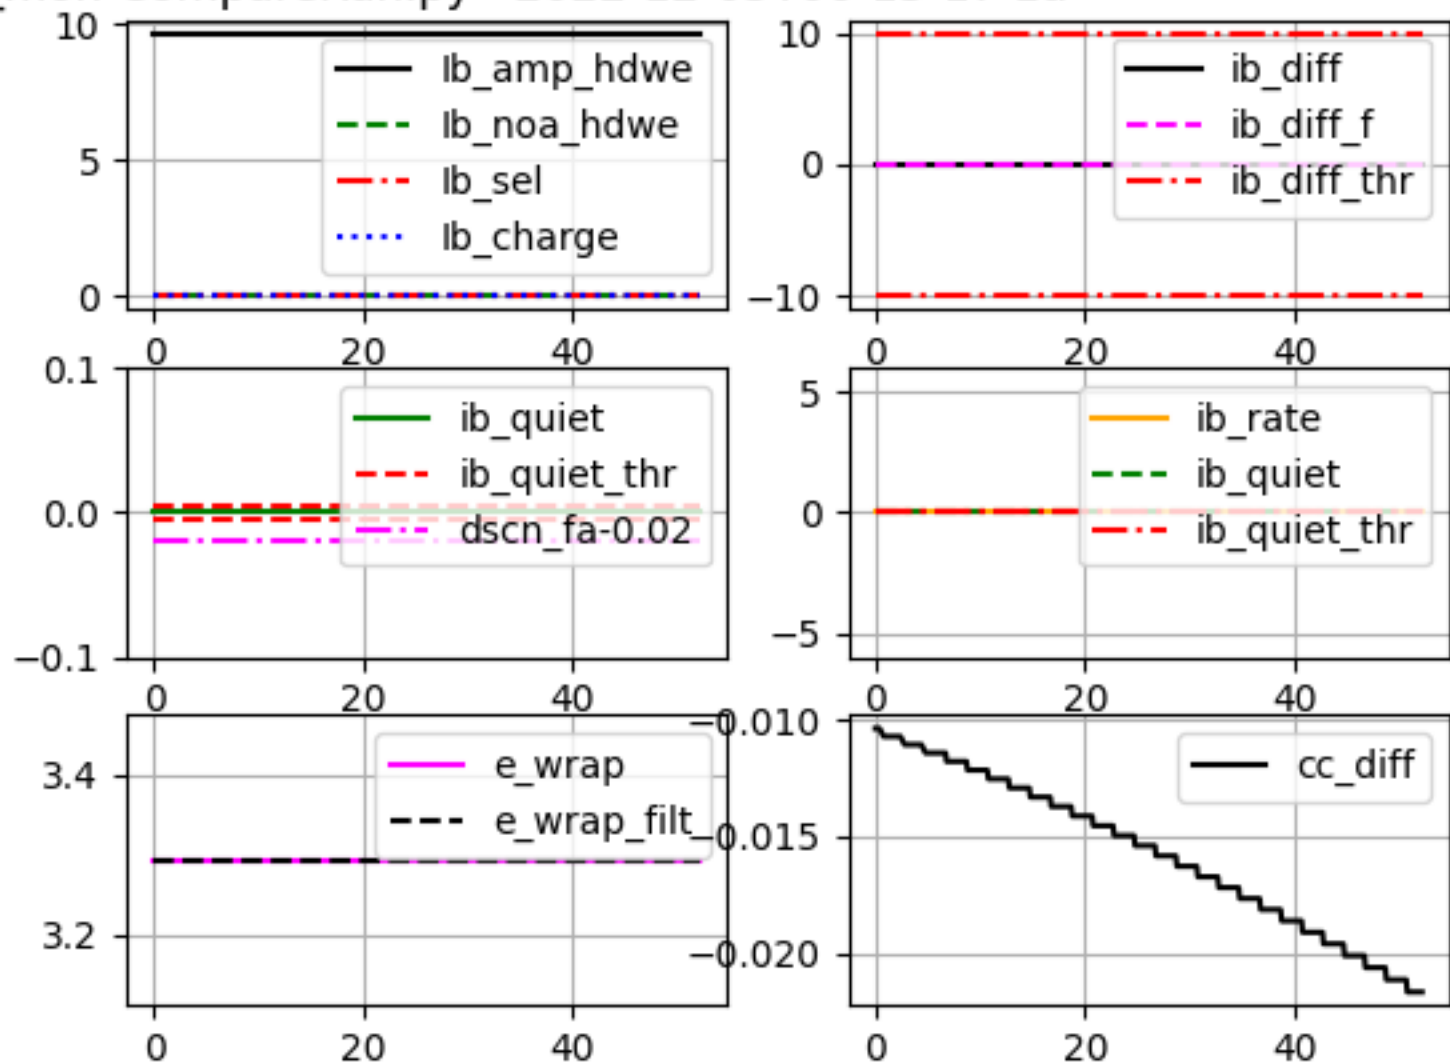 10
Ib_amp_hdwe
Ib_noa_hdwe
5
Ib_sel
Ib_charge
0
0 20 40
10
ib_diff
ib_diff_f
0
ib_diff_thr
−10
0 20 40
0.1
ib_quiet
ib_quiet_thr
0.0
dscn_fa-0.02
−0.1
0 20 40
5
ib_rate
ib_quiet
0
ib_quiet_thr
−5
0 20 40
e_wrap
3.4
e_wrap_filt
3.2
0 20 40
−0.010
cc_diff
−0.015
−0.020
0 20 40